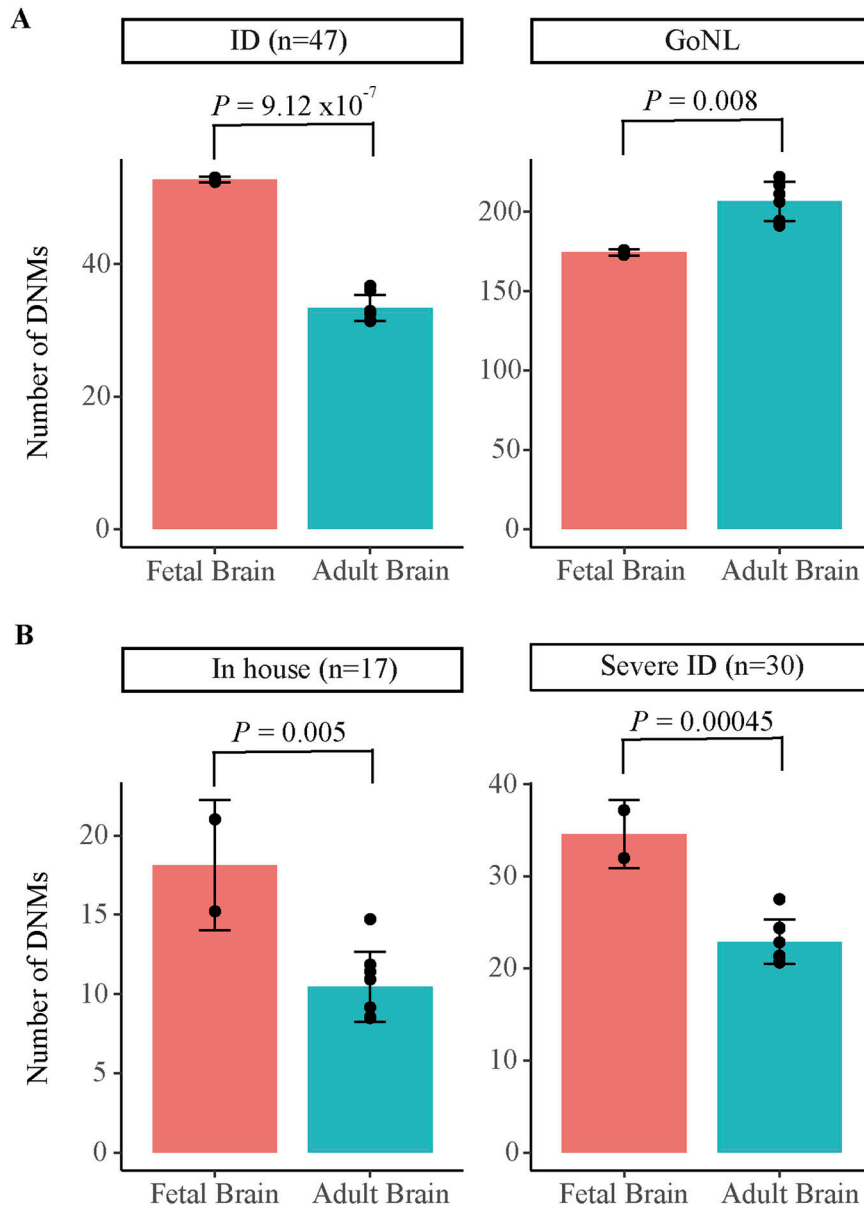 A
ID (n=47)
GoNL
P = 9.12 x10-7
P = 0.008
Number of DNMs
40
20
0
200
150
100
50
0
Fetal Brain
Adult Brain
Fetal Brain
Adult Brain
B
In house (n=17)
Severe ID (n=30)
P = 0.005
P = 0.00045
Number of DNMs
20
15
10
5
0
40
30
20
10
0
Fetal Brain
Adult Brain
Fetal Brain
Adult Brain